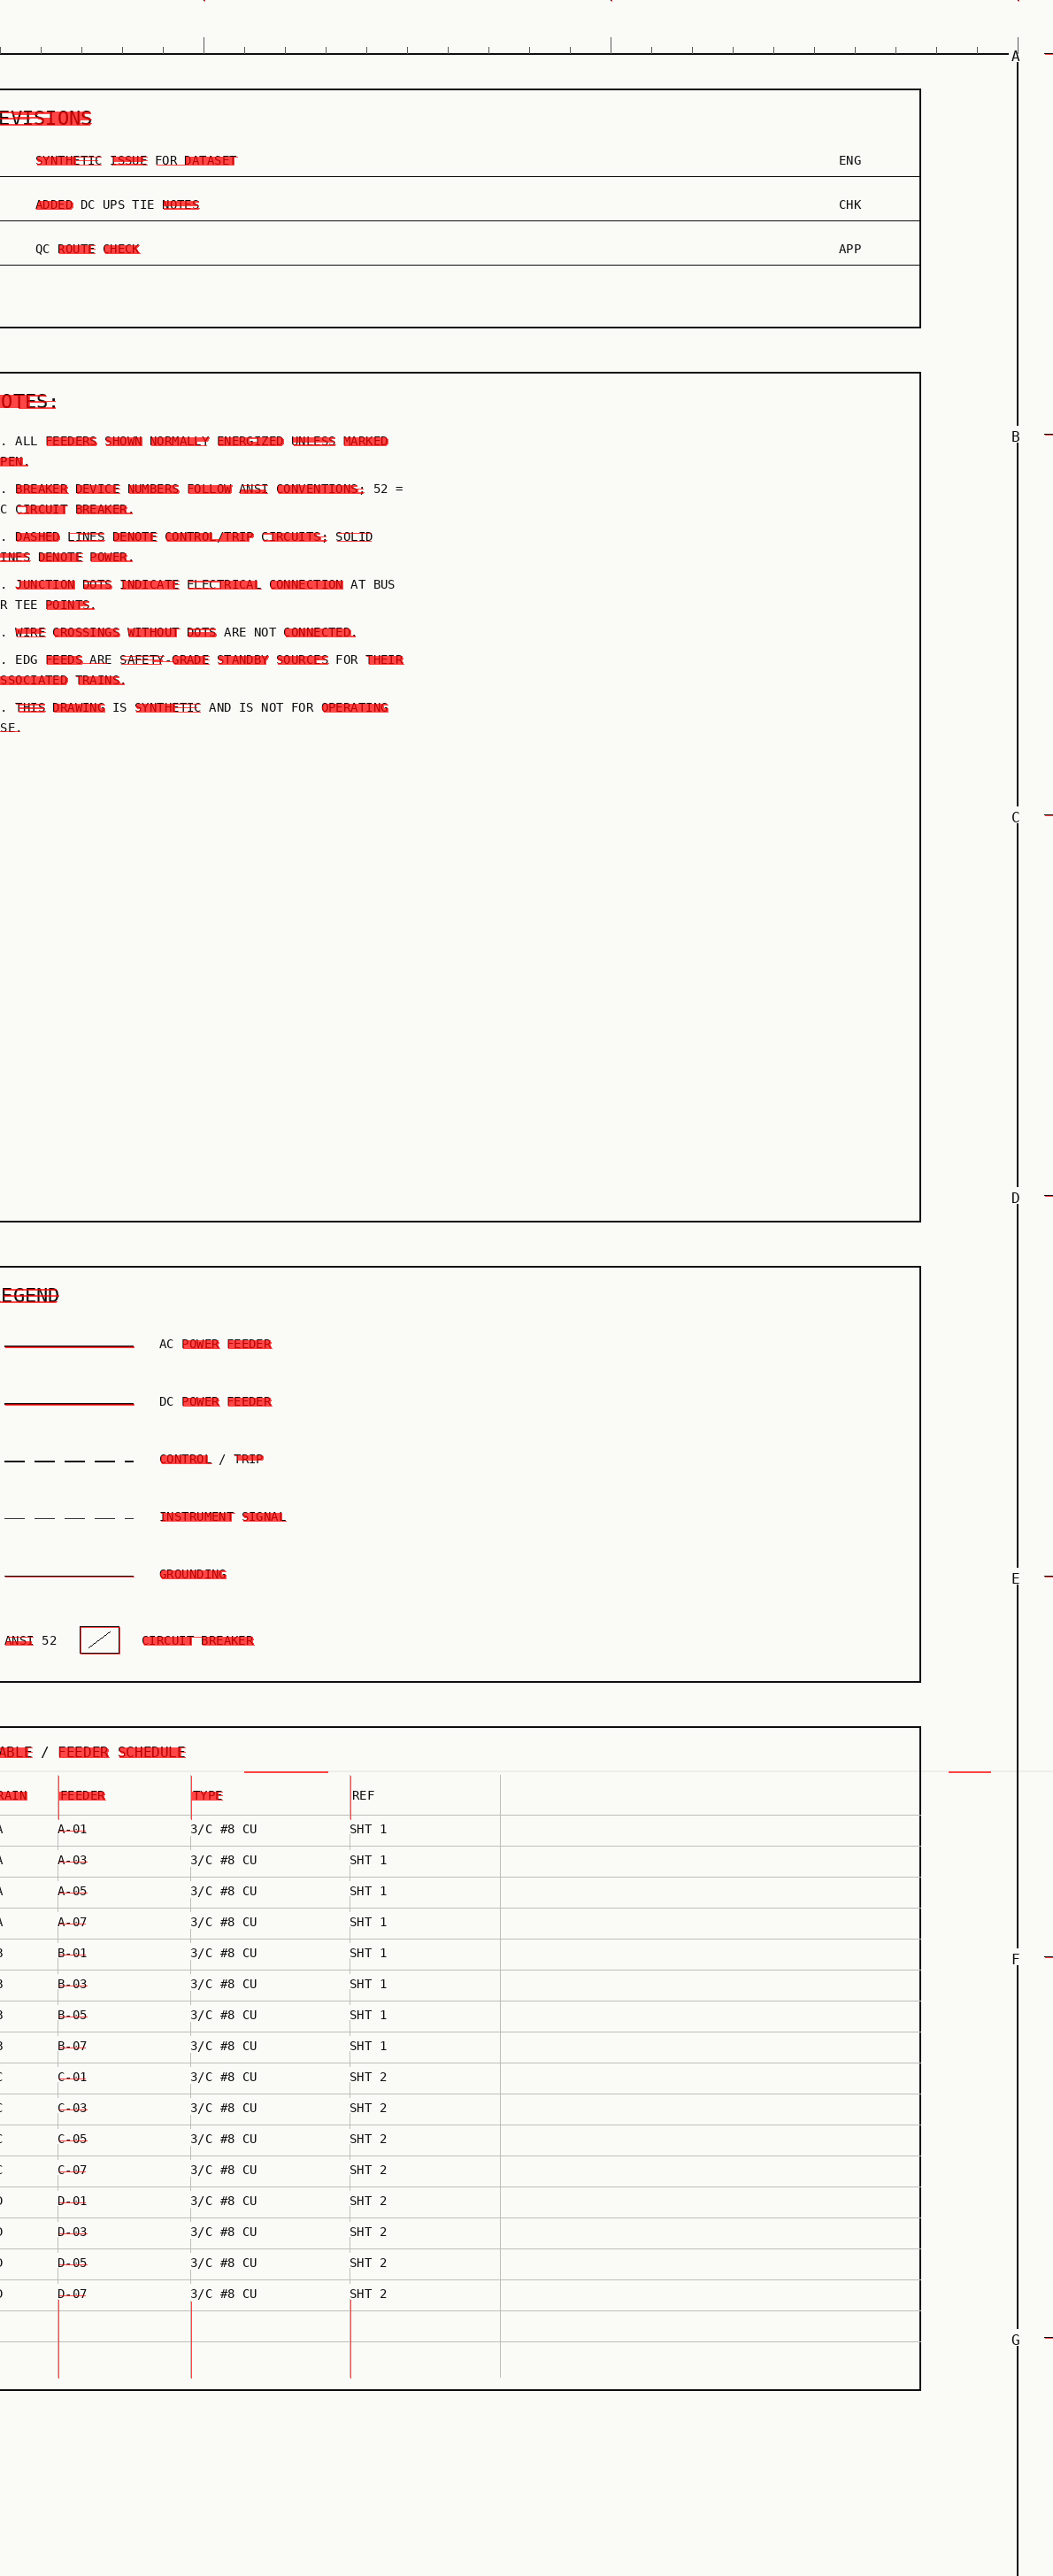 A
EVISIONS
SYNTHETIC ISSUE FOR DATASET ENG
ADDED DC UPS TIE NOTES CHK
QC ROUTE CHECK APP
OTES:
. ALL FEEDERS SHOWN NORMALLY ENERGIZED UNLESS MARKED
PEN.
B
. BREAKER DEVICE NUMBERS FOLLOW ANSI CONVENTIONS; 52 =
C CIRCUIT BREAKER.
. DASHED LINES DENOTE CONTROL/TRIP CIRCUITS; SOLID
INES DENOTE POWER.
. JUNCTION DOTS INDICATE ELECTRICAL CONNECTION AT BUS
R TEE POINTS.
. WIRE CROSSINGS WITHOUT DOTS ARE NOT CONNECTED.
. EDG FEEDS ARE SAFETY-GRADE STANDBY SOURCES FOR THEIR
SSOCIATED TRAINS.
. THIS DRAWING IS SYNTHETIC AND IS NOT FOR OPERATING
SE.
C
D
EGEND
AC POWER FEEDER
DC POWER FEEDER
CONTROL / TRIP
INSTRUMENT SIGNAL
GROUNDING
E
ANSI 52 CIRCUIT BREAKER
ABLE / FEEDER SCHEDULE
RAIN FEEDER TYPE REF
A A-01 3/C #8 CU SHT 1
A A-03 3/C #8 CU SHT 1
A A-05 3/C #8 CU SHT 1
A A-07 3/C #8 CU SHT 1
B B-01 3/C #8 CU SHT 1
F
B B-03 3/C #8 CU SHT 1
B B-05 3/C #8 CU SHT 1
B B-07 3/C #8 CU SHT 1
C C-01 3/C #8 CU SHT 2
C C-03 3/C #8 CU SHT 2
C C-05 3/C #8 CU SHT 2
C C-07 3/C #8 CU SHT 2
D D-01 3/C #8 CU SHT 2
D D-03 3/C #8 CU SHT 2
D D-05 3/C #8 CU SHT 2
D D-07 3/C #8 CU SHT 2
G